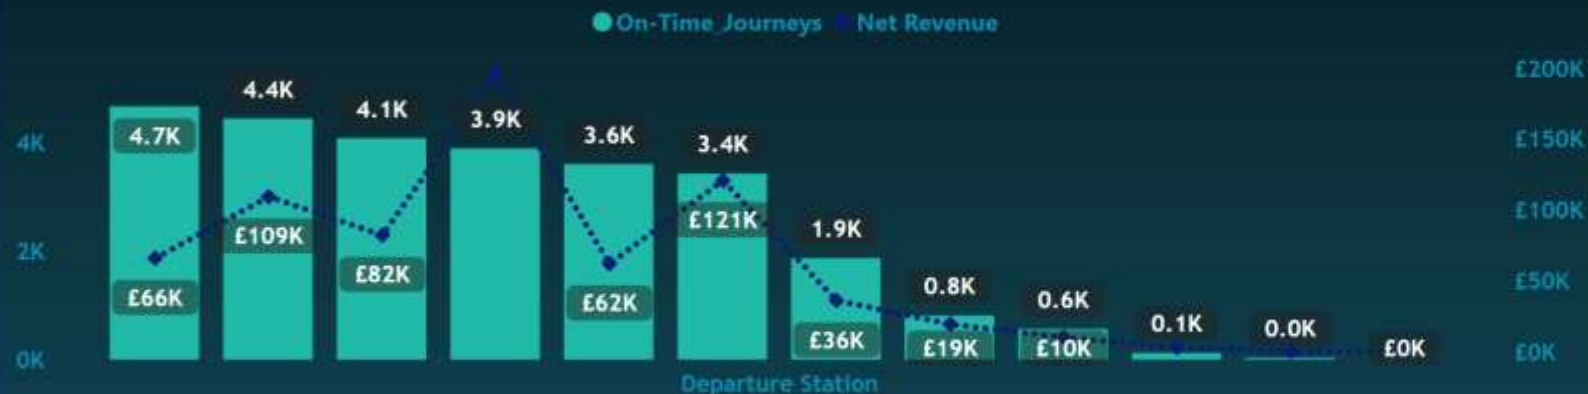 On-Time_Journeys Net Revenue
£200K
4.4K
4.1K
3.9K
4.7K
3.6K
3.4K
4K
£150K
£109K
£121K
1.9K
£100K
2K
£82K
£66K
£62K
0.8K
£50K
0.6K
0.1K
0.0K
£36K
£19K
£10K
£0K
0K
£0K
Departure Station